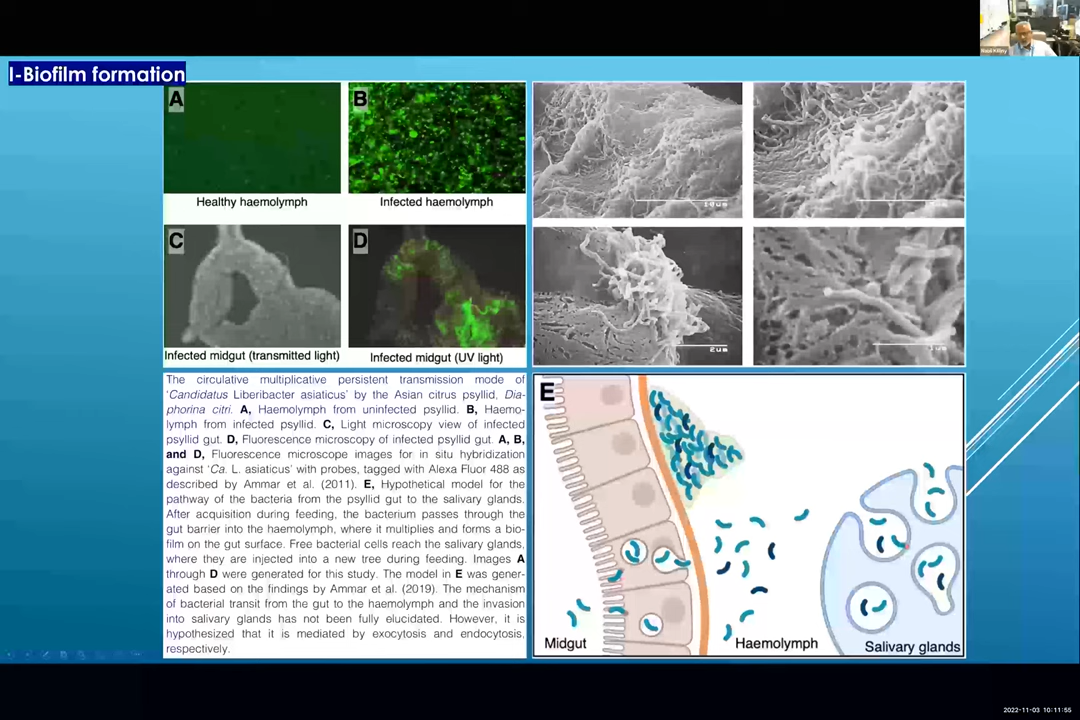 I-Biofilm formation
A
B
Healthy haemolymph
Infected haemolymph
C
D
Infected midgut (transmitted light)
Infected midgut (UV light)
10um
2um
The circulative multiplicative persistent transmission mode of
'Candidatus Liberibacter asiaticus' by the Asian citrus psyllid, Dia-
phorina citri. A, Haemolymph from uninfected psyllid. B, Haemo-
lymph from infected psyllid. C, Light microscopy view of infected
psyllid gut. D, Fluorescence microscopy of infected psyllid gut. A, B,
and D, Fluorescence microscope images for in situ hybridization
against 'Ca. L. asiaticus' with probes, tagged with Alexa Fluor 488 as
described by Ammar et al. (2011). E, Hypothetical model for the
pathway of the bacteria from the psyllid gut to the salivary glands.
After acquisition during feeding, the bacterium passes through the
gut barrier into the haemolymph, where it multiplies and forms a bio-
film on the gut surface. Free bacterial cells reach the salivary glands,
where they are injected into a new tree during feeding. Images A
through D were generated for this study. The model in E was gener-
ated based on the findings by Ammar et al. (2019). The mechanism
of bacterial transit from the gut to the haemolymph and the invasion
into salivary glands has not been fully elucidated. However, it is
hypothesized that it is mediated by exocytosis and endocytosis,
respectively.
E
Midgut
Haemolymph
Salivary glands
2022-11-03 10:11:55